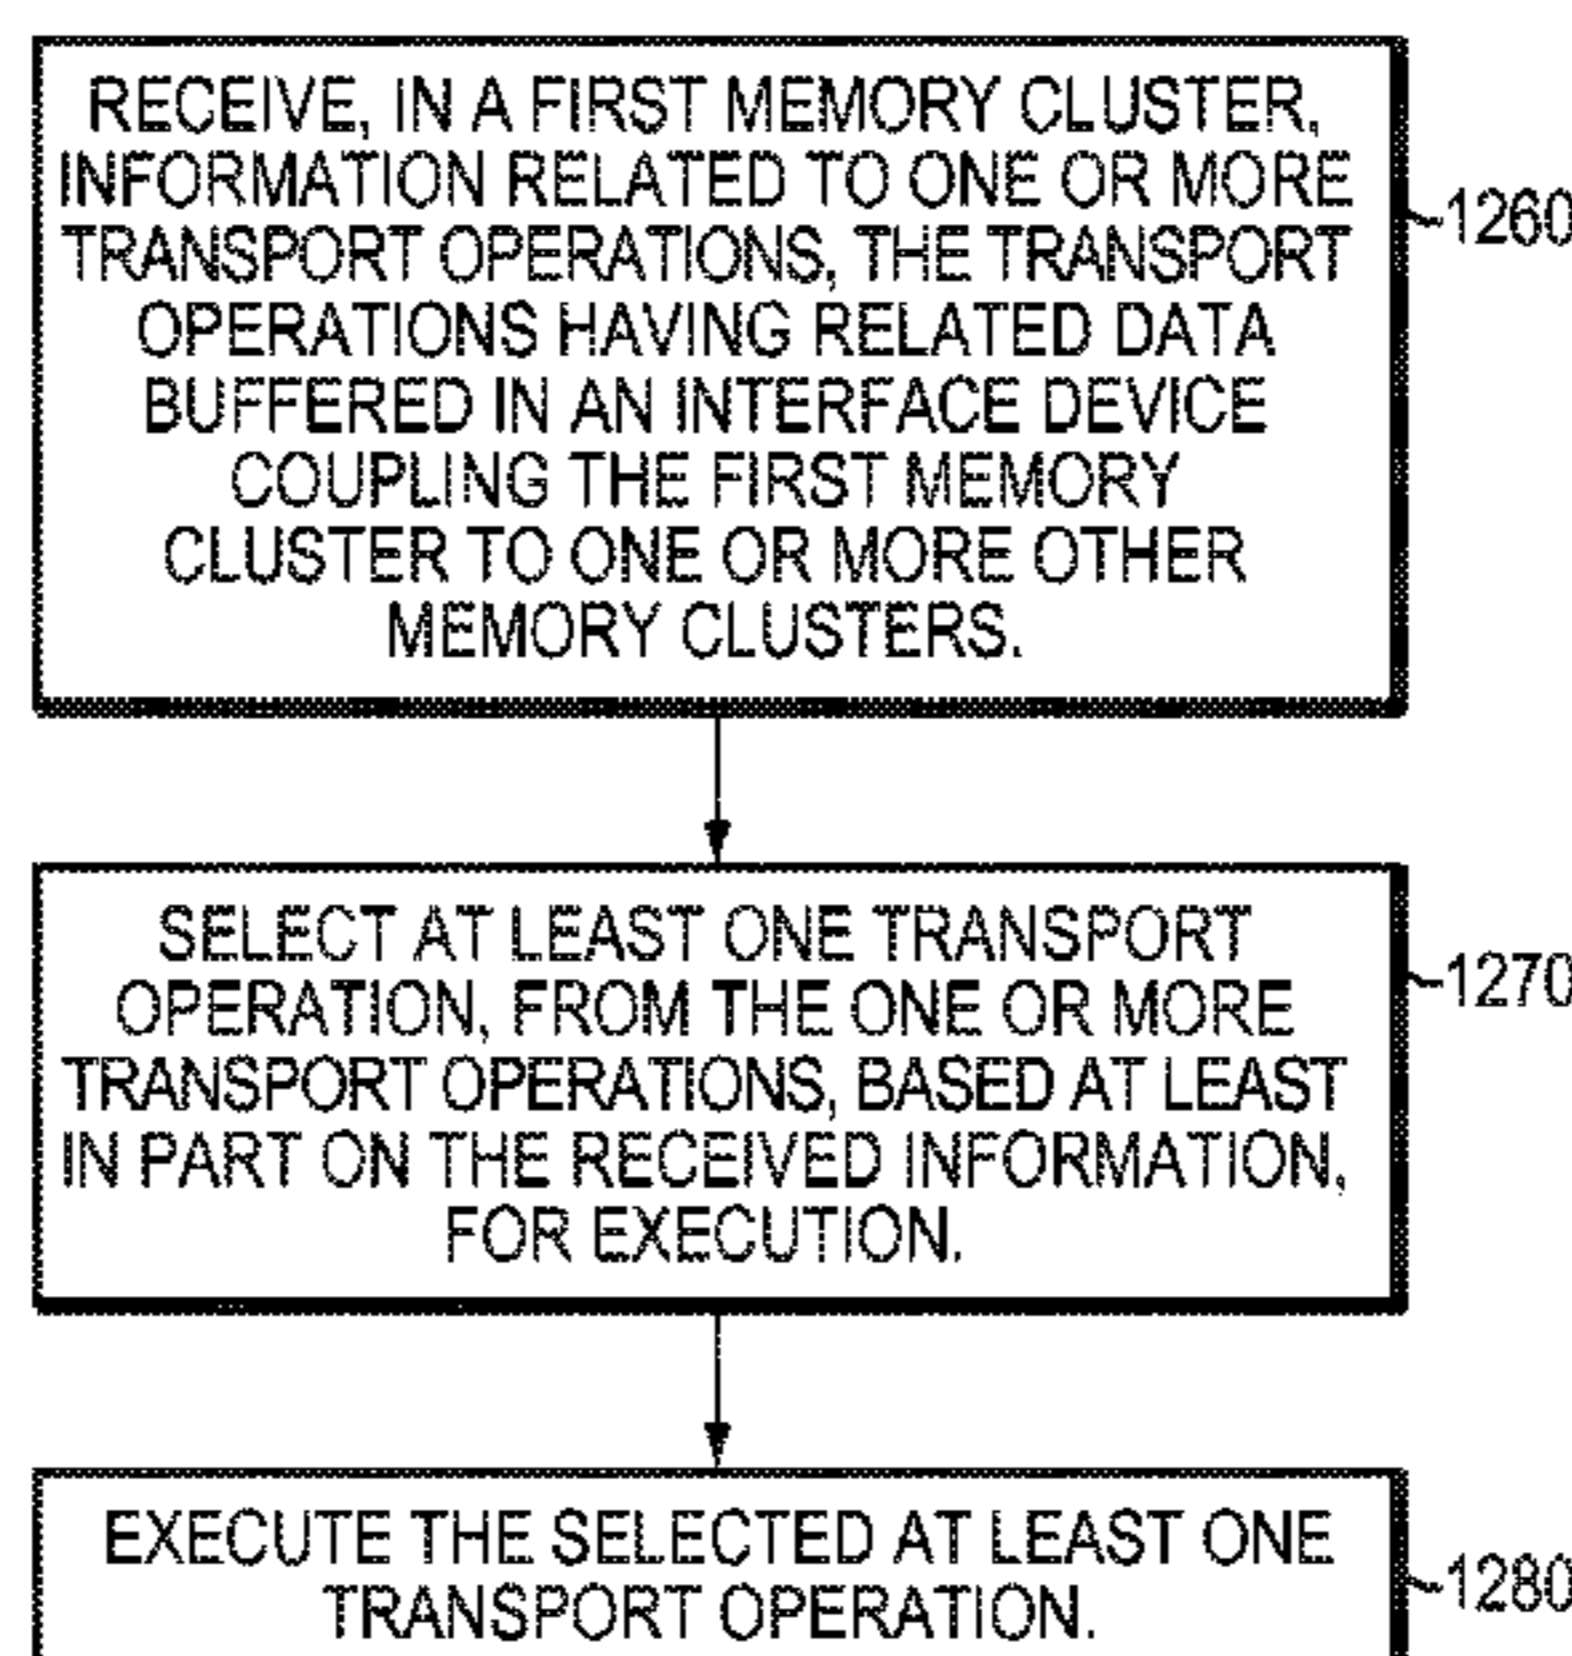 RECEIVE, IN A FIRST MEMORY CLUSTER,
INFORMATION RELATED TO ONE OR MORE
TRANSPORT OPERATIONS, THE TRANSPORT
OPERATIONS HAVING RELATED DATA
BUFFERED IN AN INTERFACE DEVICE
COUPLING THE FIRST MEMORY
CLUSTER TO ONE OR MORE OTHER
MEMORY CLUSTERS.
1260
SELECT AT LEAST ONE TRANSPORT
OPERATION, FROM THE ONE OR MORE
TRANSPORT OPERATIONS, BASED AT LEAST
IN PART ON THE RECEIVED INFORMATION,
FOR EXECUTION.
1270
EXECUTE THE SELECTED AT LEAST ONE
TRANSPORT OPERATION.
1280